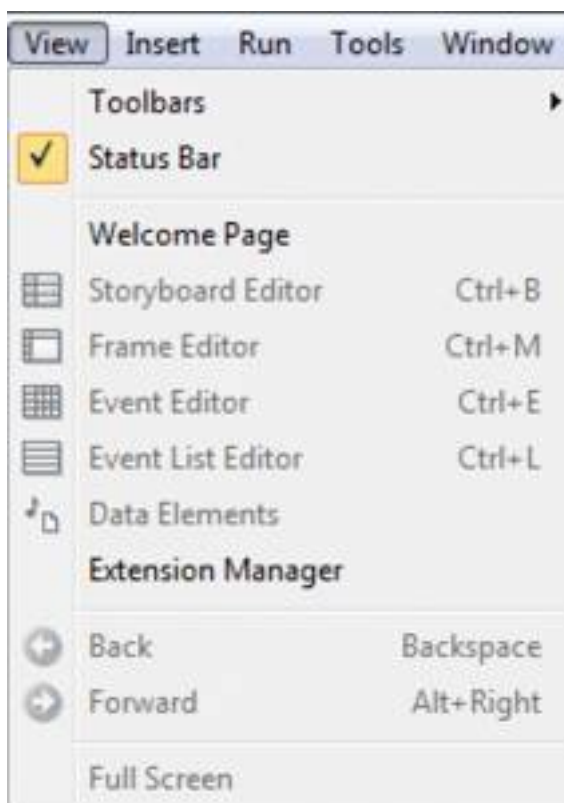 View Insert Run Tools Window
Toolbars
Status Bar
Welcome Page
Storyboard Editor Ctrl+B
Frame Editor Ctrl+M
Event Editor Ctrl+E
Event List Editor Ctrl+L
Data Elements
Extension Manager
Back Backspace
Forward Alt+Right
Full Screen